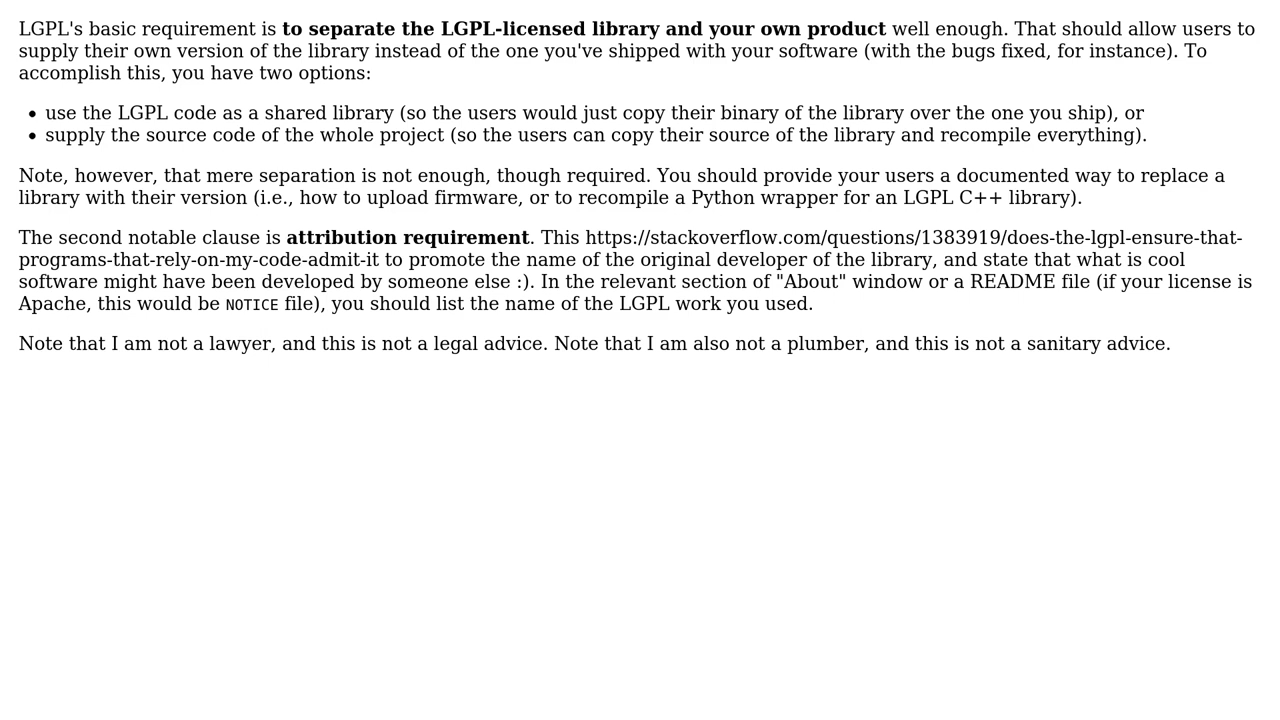 LGPL's basic requirement is to separate the LGPL-licensed library and your own product well enough. That should allow users to
supply their own version of the library instead of the one you've shipped with your software (with the bugs fixed, for instance). To
accomplish this, you have two options:
• use the LGPL code as a shared library (so the users would just copy their binary of the library over the one you ship), or
• supply the source code of the whole project (so the users can copy their source of the library and recompile everything).
Note, however, that mere separation is not enough, though required. You should provide your users a documented way to replace a
library with their version (i.e., how to upload firmware, or to recompile a Python wrapper for an LGPL C++ library).
The second notable clause is attribution requirement. This https://stackoverflow.com/questions/1383919/does-the-lgpl-ensure-that-
programs-that-rely-on-my-code-admit-it to promote the name of the original developer of the library, and state that what is cool
software might have been developed by someone else :). In the relevant section of "About" window or a README file (if your license is
Apache, this would be NOTICE file), you should list the name of the LGPL work you used.
Note that I am not a lawyer, and this is not a legal advice. Note that I am also not a plumber, and this is not a sanitary advice.